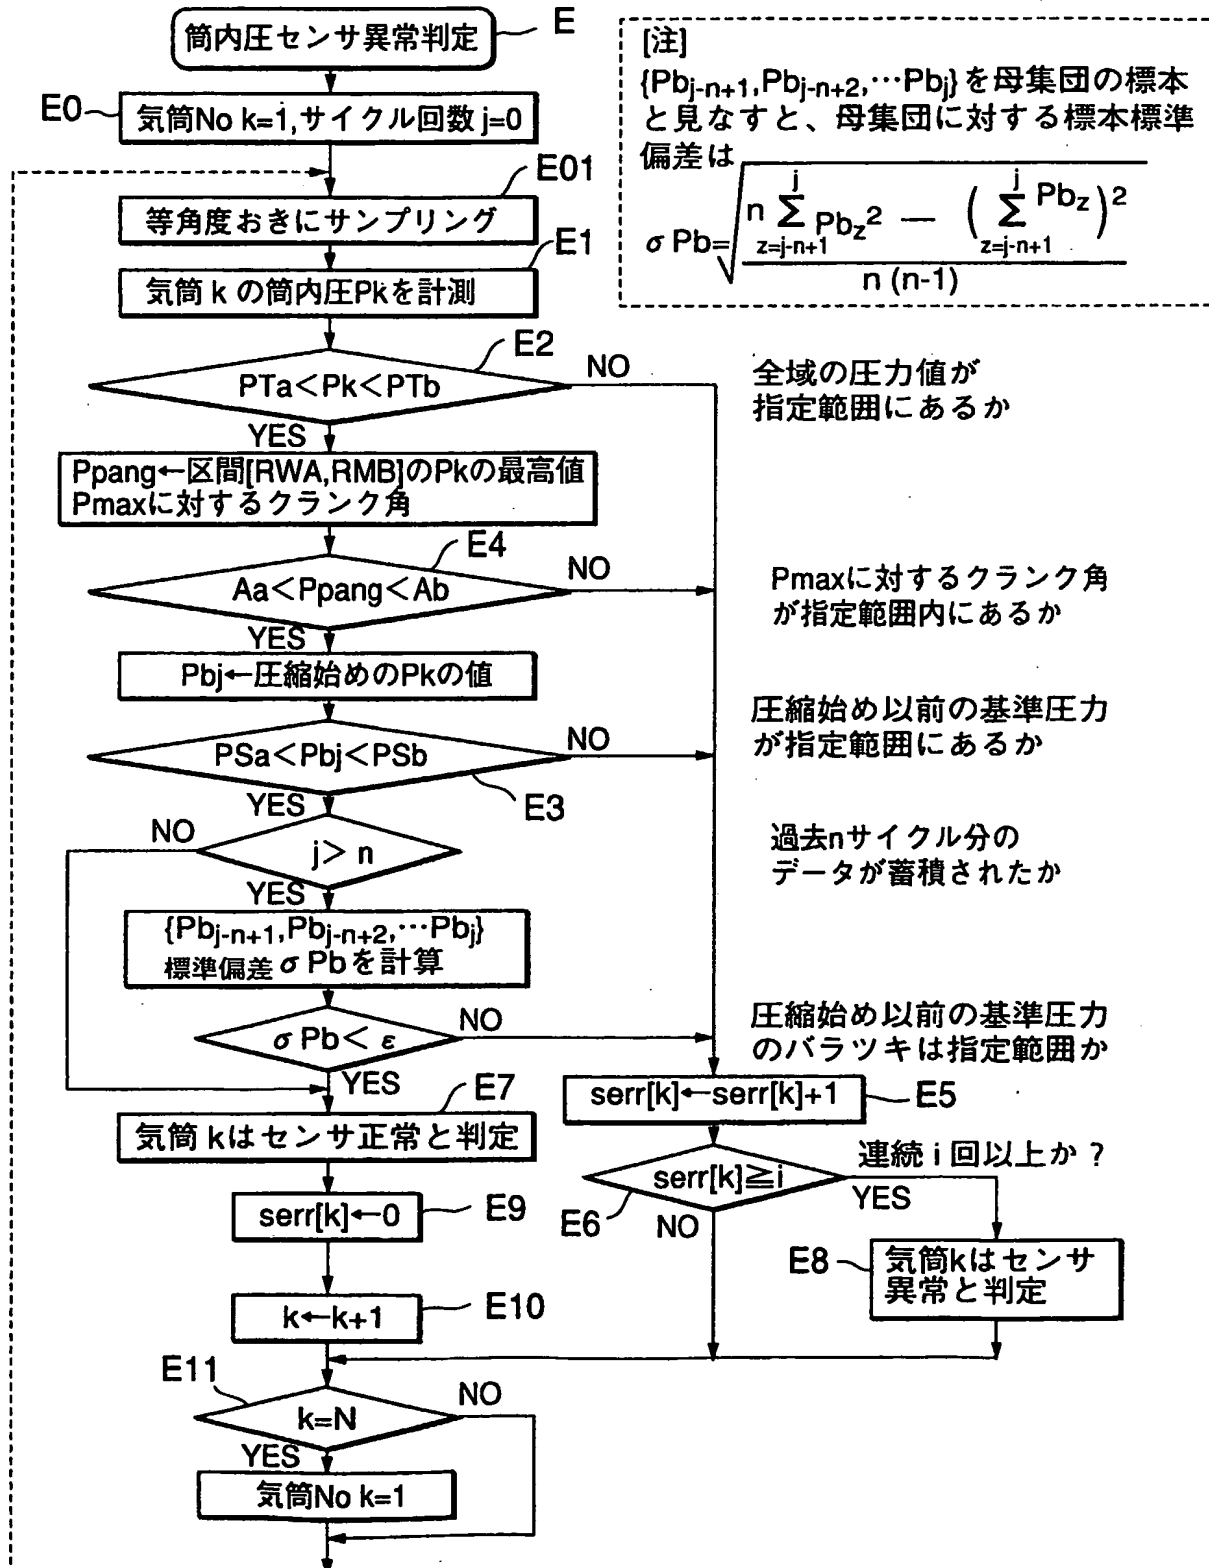 筒内圧センサ異常判定
E
E0
気筒No k=1,サイクル回数 j=0
[注]
{Pbj-n+1,Pbj-n+2,…Pbj}を母集団の標本
と見なすと、母集団に対する標本標準
偏差は
σPb=√((n Σ[z=j-n+1→j] Pbz² — (Σ[z=j-n+1→j] Pbz)²) / n(n-1))
E01
等角度おきにサンプリング
E1
気筒 k の筒内圧Pkを計測
E2
PTa<Pk<PTb
NO
YES
全域の圧力値が
指定範囲にあるか
Ppang←区間[RWA,RMB]のPkの最高値
Pmaxに対するクランク角
E4
Aa<Ppang<Ab
NO
YES
Pmaxに対するクランク角
が指定範囲内にあるか
Pbj←圧縮始めのPkの値
PSa<Pbj<PSb
NO
YES
E3
圧縮始め以前の基準圧力
が指定範囲にあるか
j>n
NO
YES
過去nサイクル分の
データが蓄積されたか
{Pbj-n+1,Pbj-n+2,…Pbj}
標準偏差σPbを計算
σPb<ε
NO
YES
圧縮始め以前の基準圧力
のバラツキは指定範囲か
E7
気筒 kはセンサ正常と判定
serr[k]←serr[k]+1
E5
serr[k]≧i
連続 i 回以上か?
E6
YES
NO
serr[k]←0
E9
E8
気筒kはセンサ
異常と判定
k←k+1
E10
E11
k=N
NO
YES
気筒No k=1